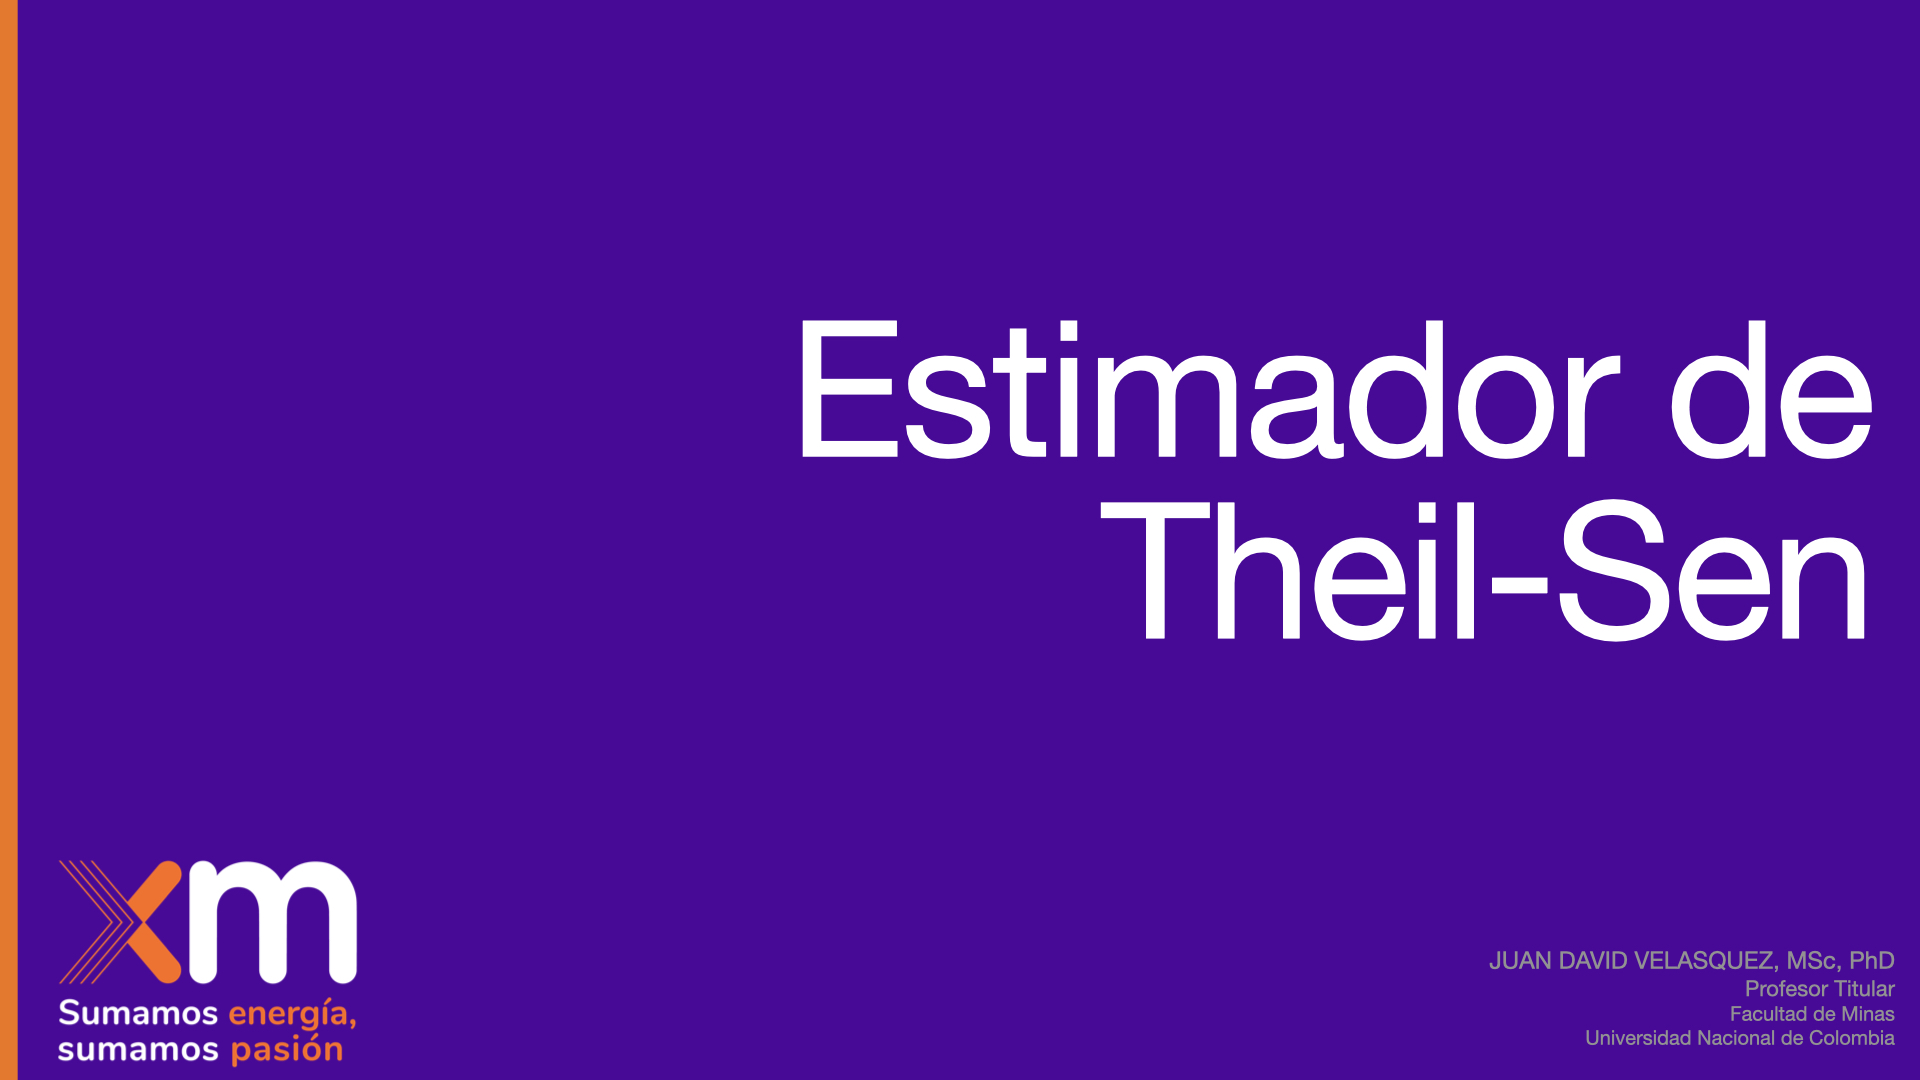 Estimador de
Theil-Sen
xm
Sumamos energía,
sumamos pasión
JUAN DAVID VELASQUEZ, MSc, PhD
Profesor Titular
Facultad de Minas
Universidad Nacional de Colombia